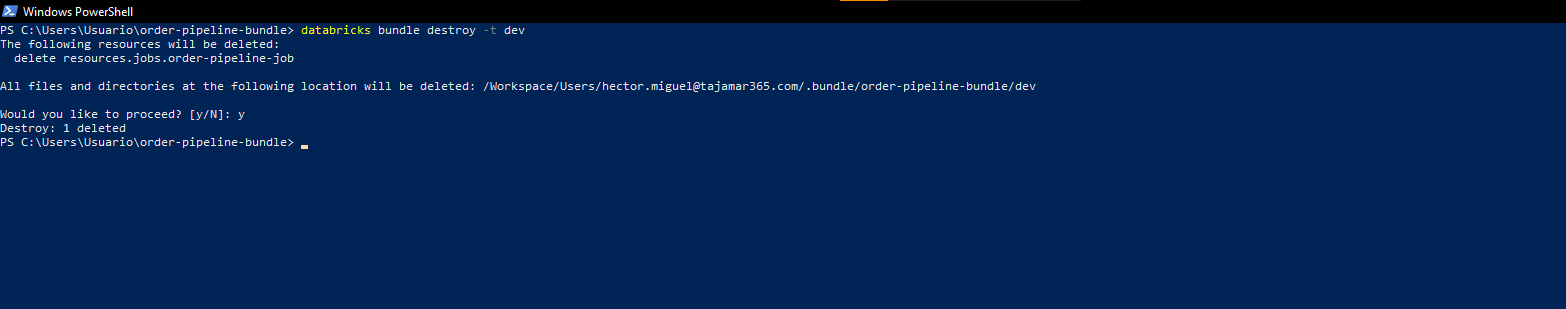 Windows PowerShell
PS C:\Users\Usuario\order-pipeline-bundle> databricks bundle destroy -t dev
The following resources will be deleted:
  delete resources.jobs.order-pipeline-job
All files and directories at the following location will be deleted: /Workspace/Users/hector.miguel@tajamar365.com/.bundle/order-pipeline-bundle/dev
Would you like to proceed? [y/N]: y
Destroy: 1 deleted
PS C:\Users\Usuario\order-pipeline-bundle>